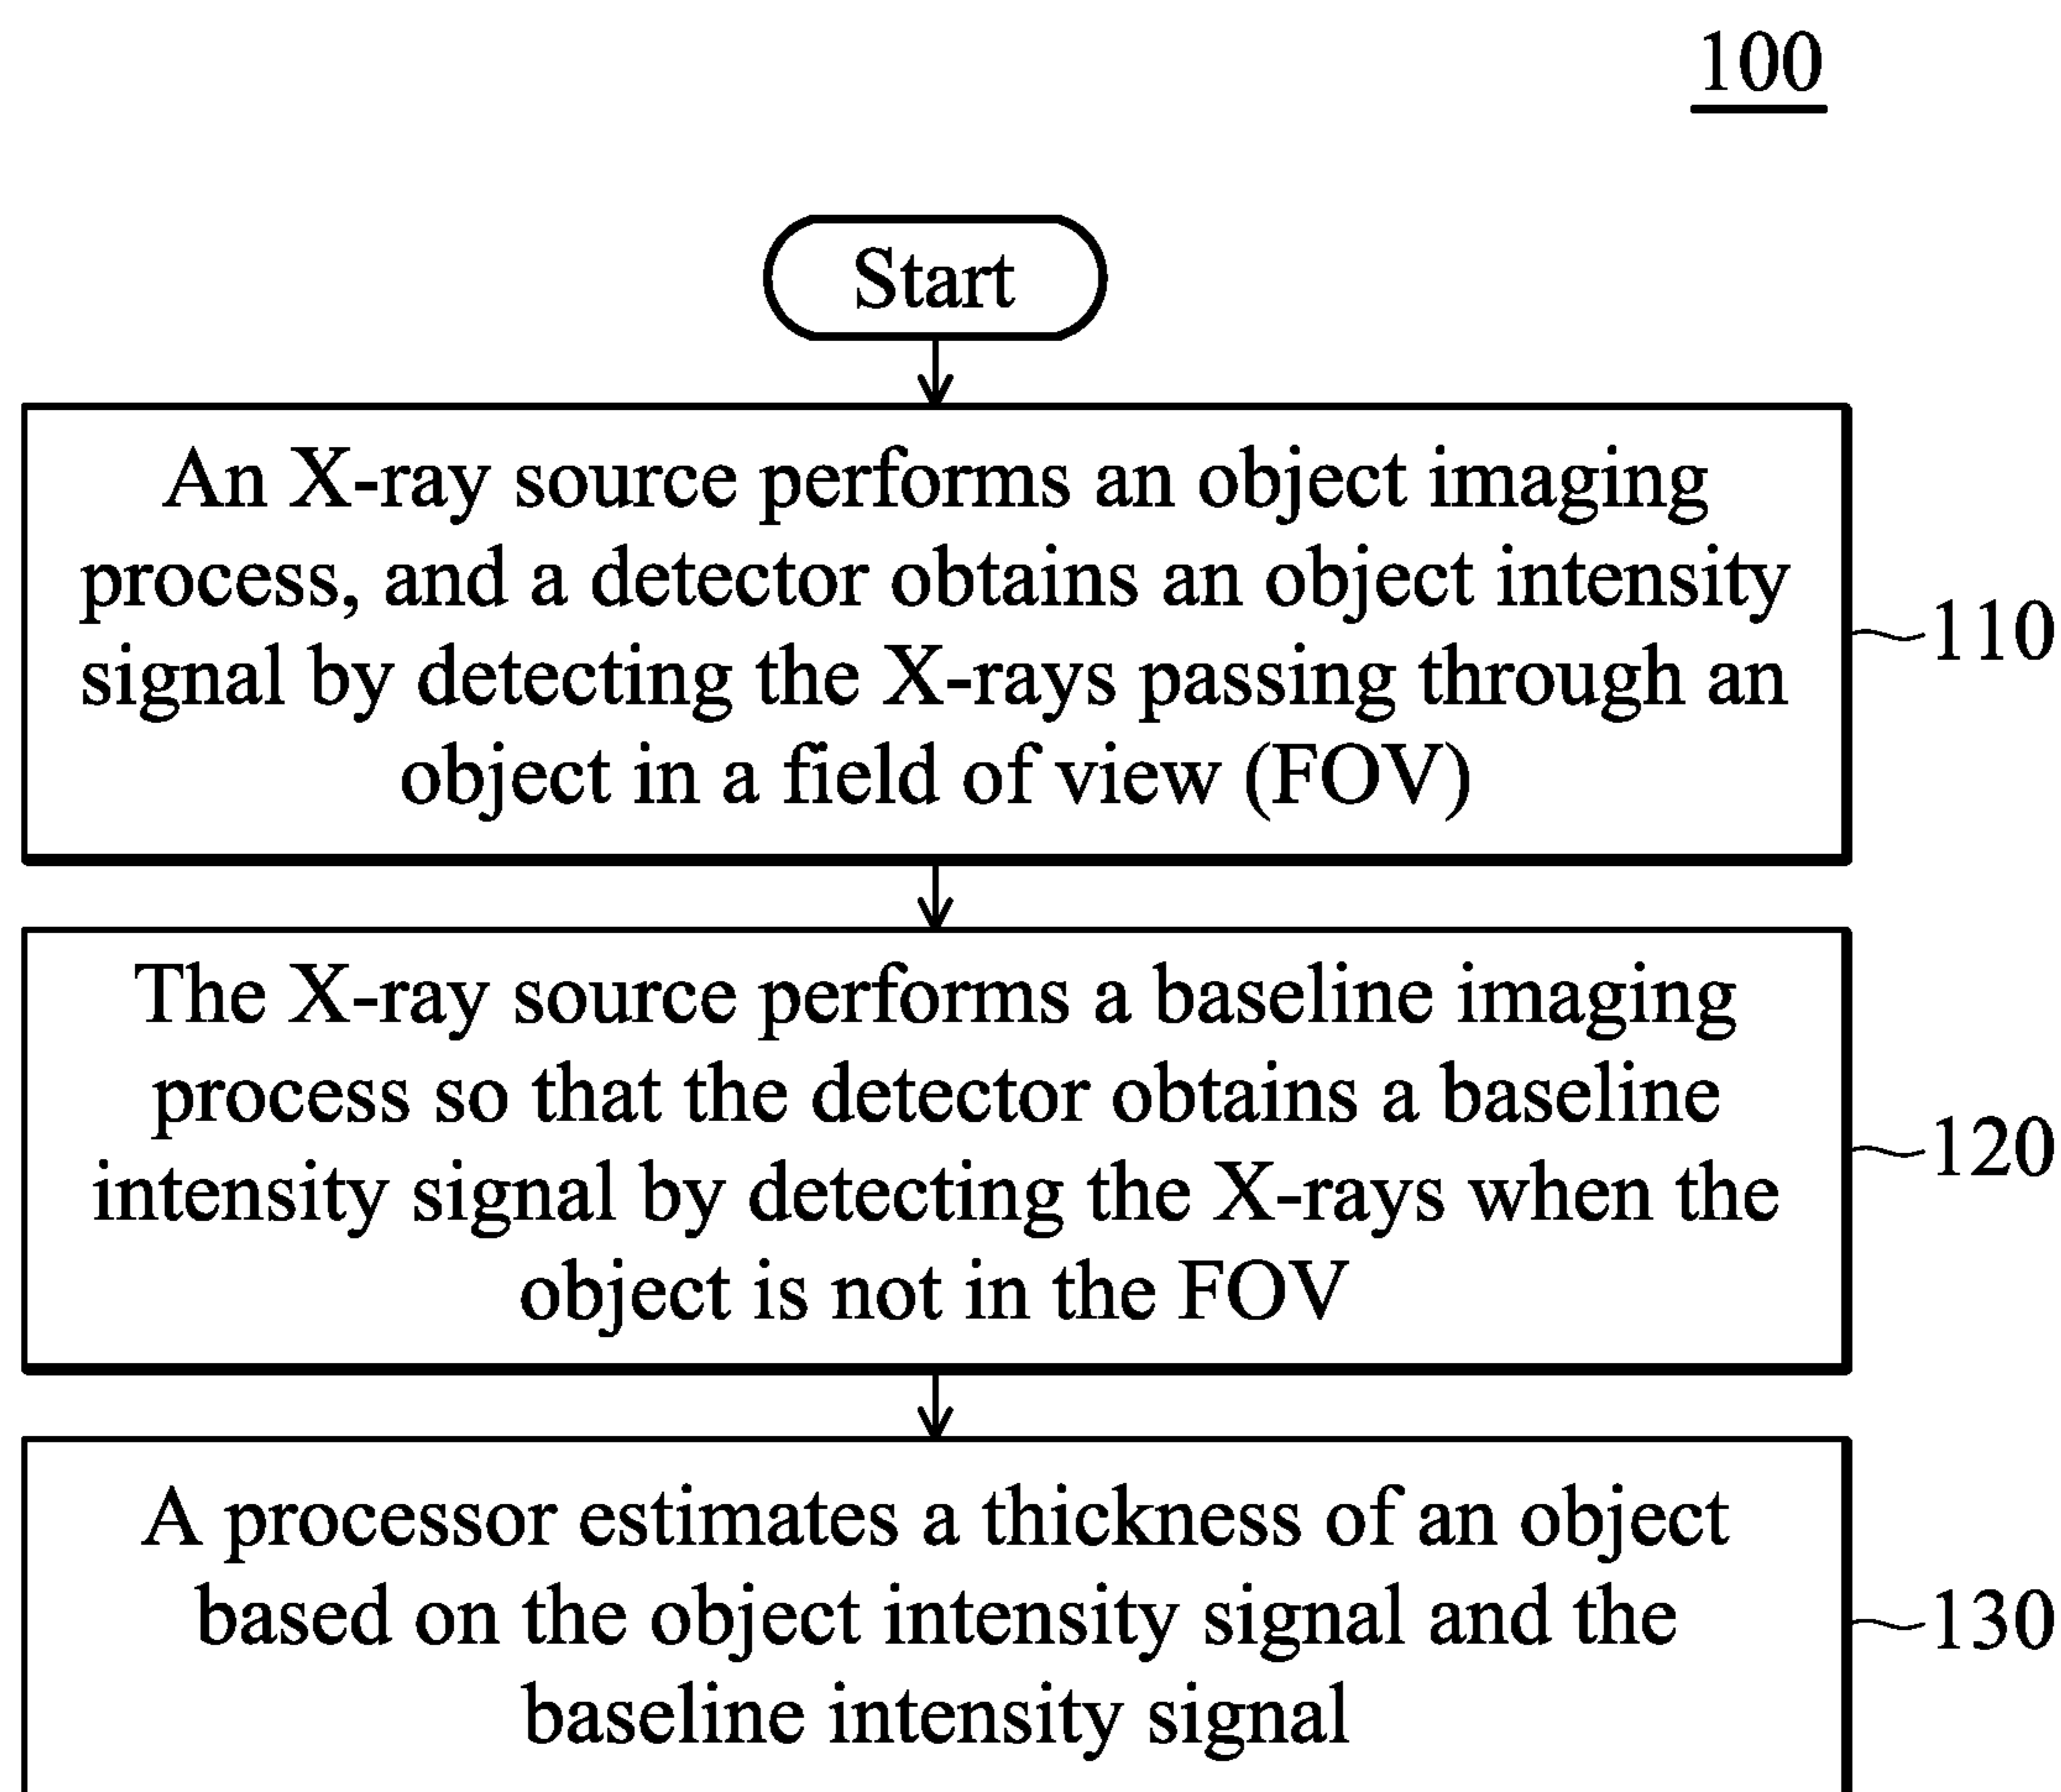 100
Start
An X-ray source performs an object imaging
process, and a detector obtains an object intensity
signal by detecting the X-rays passing through an
object in a field of view (FOV)
110
The X-ray source performs a baseline imaging
process so that the detector obtains a baseline
intensity signal by detecting the X-rays when the
object is not in the FOV
120
A processor estimates a thickness of an object
based on the object intensity signal and the
baseline intensity signal
130